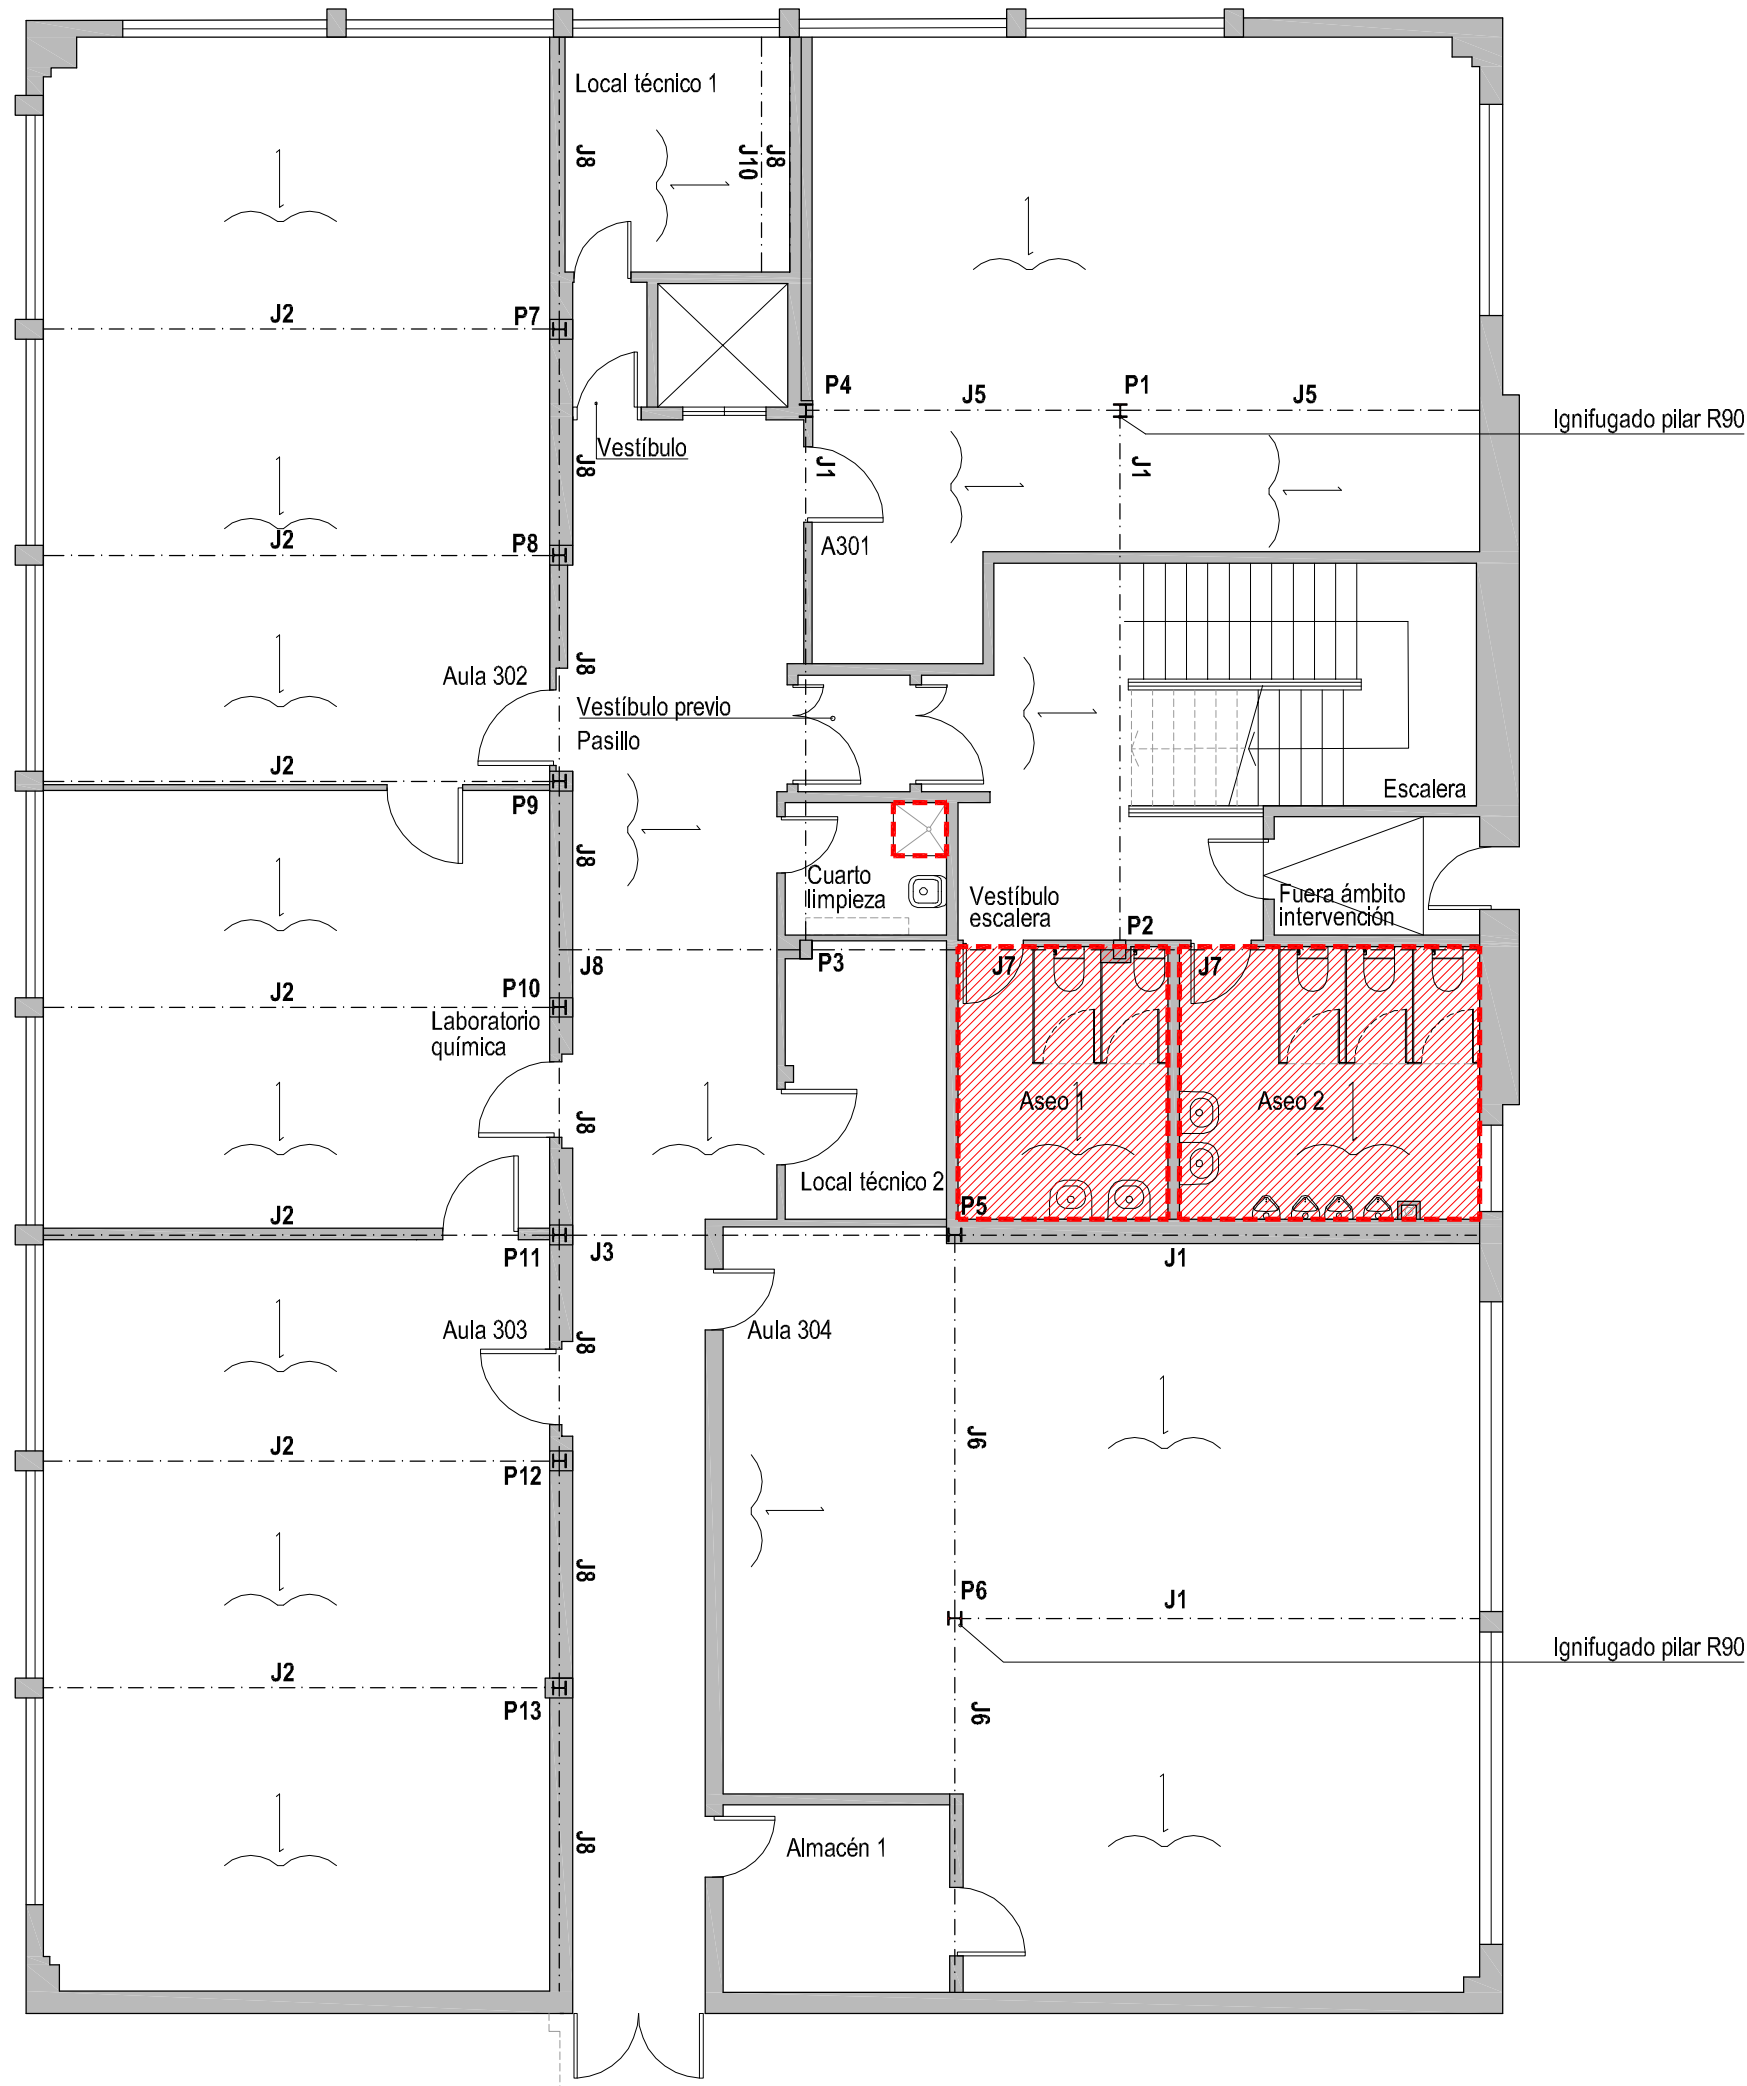 Local técnico 1
J8
J10
J8
J2
P7
P4
J5
P1
J5
Ignifugado pilar R90
Vestíbulo
J8
J1
J1
J2
P8
A301
J8
Aula 302
Vestíbulo previo
Pasillo
J2
P9
Escalera
J8
Cuarto
limpieza
Vestíbulo
escalera
Fuera ámbito
intervención
P2
J8
P3
J7
J7
J2
P10
Laboratorio
química
J8
Aseo 1
Aseo 2
Local técnico 2
P5
J2
P11
J3
J1
Aula 303
J8
Aula 304
J6
J2
P12
J8
P6
J1
Ignifugado pilar R90
J2
P13
J6
J8
Almacén 1